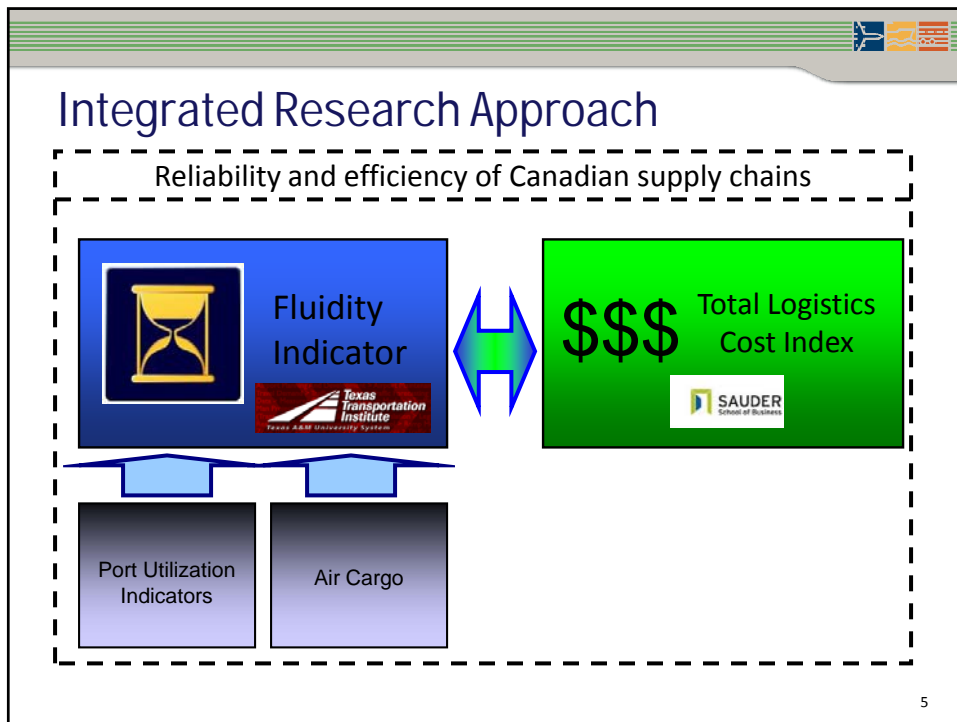 Integrated Research Approach
Reliability and efficiency of Canadian supply chains
Fluidity
Indicator
Texas
Transportation
Institute
Texas A&M University System
$$$
Total Logistics
Cost Index
SAUDER
School of Business
Port Utilization
Indicators
Air Cargo
5